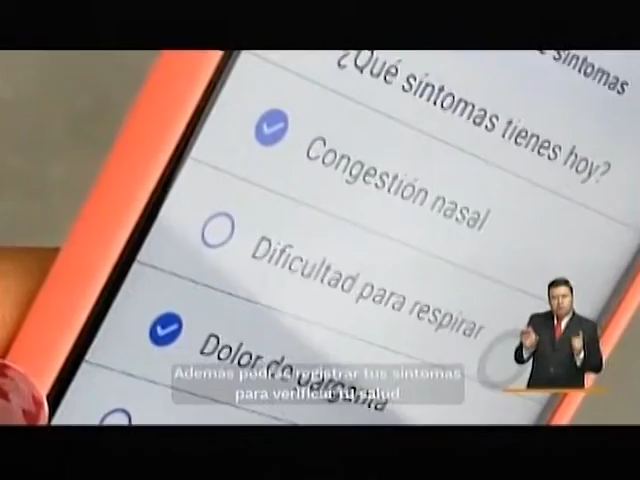 síntomas
¿Qué síntomas tienes hoy?
Congestión nasal
Dificultad para respirar
Dolor de garganta
Además podrás registrar tus síntomas
para verificar tu salud